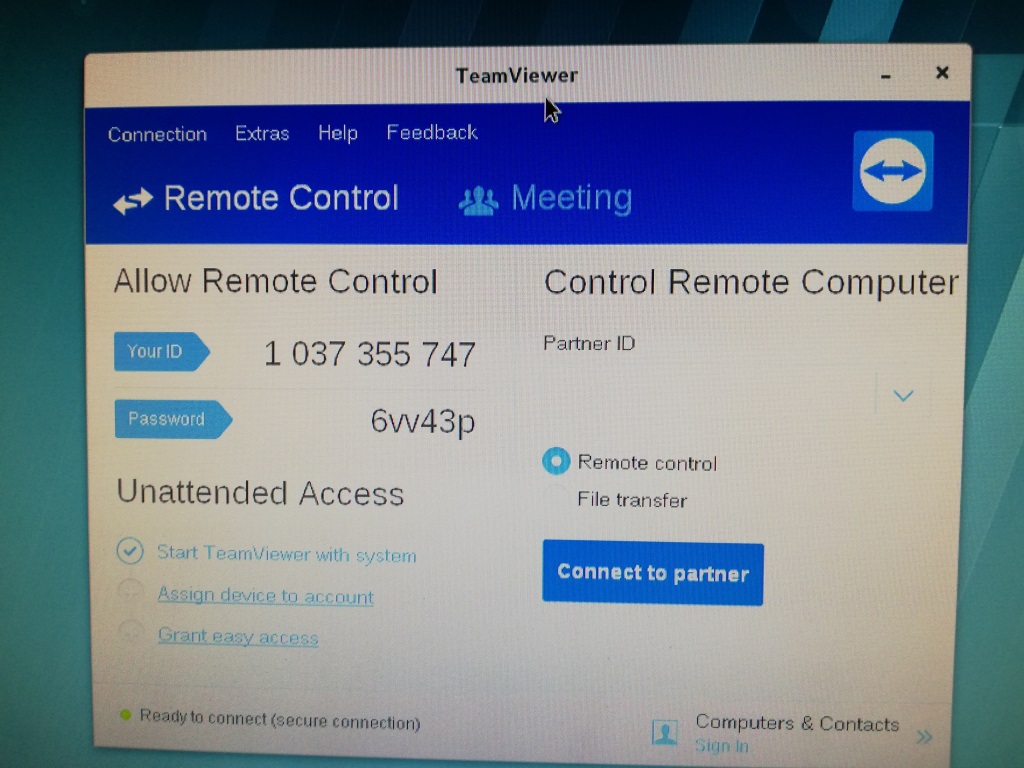 TeamViewer
Connection Extras Help Feedback
Remote Control Meeting
Allow Remote Control
Your ID 1 037 355 747
Password 6vv43p
Unattended Access
Start TeamViewer with system
Assign device to account
Grant easy access
Control Remote Computer
Partner ID
Remote control
File transfer
Connect to partner
Ready to connect (secure connection)
Computers & Contacts
Sign In